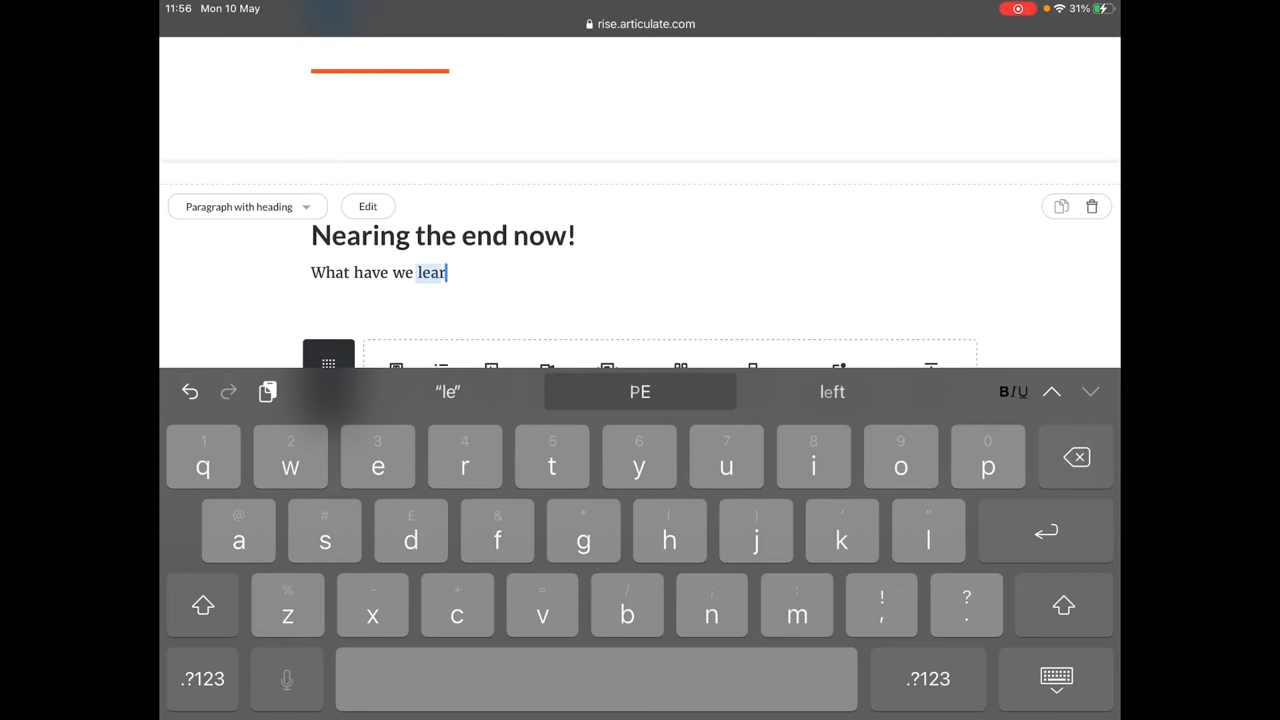 11:56 Mon 10 May 31%
rise.articulate.com
Paragraph with heading Edit
Nearing the end now!
What have we lear
“le” PE left BIU
1 2 3 4 5 6 7 8 9 0
q w e r t y u i o p
@ # £ & * ( ) ' "
a s d f g h j k l
% - + = / ; : ! ?
z x c v b n m , .
.?123 .?123